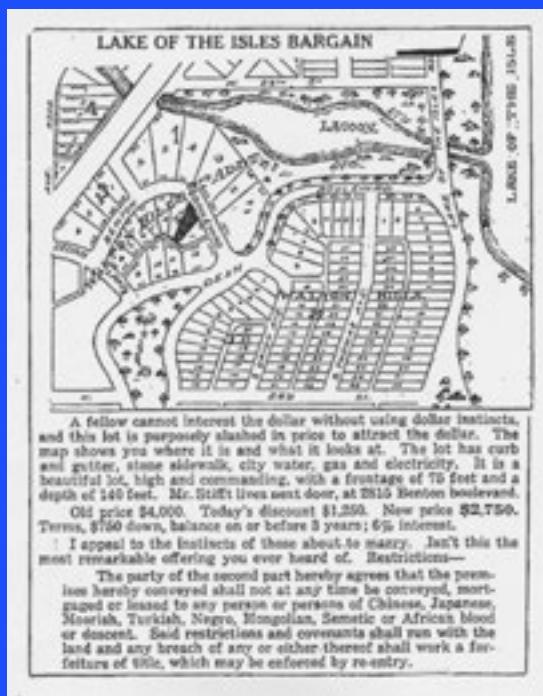 LAKE OF THE ISLES BARGAIN
LAGOON
LAKE OF THE ISLE
DEAN
A fellow cannot interest the dollar without using dollar instincts,
and this lot is purposely slashed in price to attract the dollar. The
map shows you where it is and what it looks at. The lot has curb
and gutter, stone sidewalk, city water, gas and electricity. It is a
beautiful lot, high and commanding, with a frontage of 75 feet and a
depth of 140 feet. Mr. Stifft lives next door, at 2815 Benton boulevard.
Old price $4,000. Today's discount $1,250. New price $2,750.
Terms, $750 down, balance on or before 3 years; 6% interest.
I appeal to the instincts of those about to marry. Isn't this the
most remarkable offering you ever heard of. Restrictions—
The party of the second part hereby agrees that the prem-
ises hereby conveyed shall not at any time be conveyed, mort-
gaged or leased to any person or persons of Chinese, Japanese,
Moorish, Turkish, Negro, Mongolian, Semetic or African blood
or descent. Said restrictions and covenants shall run with the
land and any breach of any or either thereof shall work a for-
feiture of title, which may be enforced by re-entry.